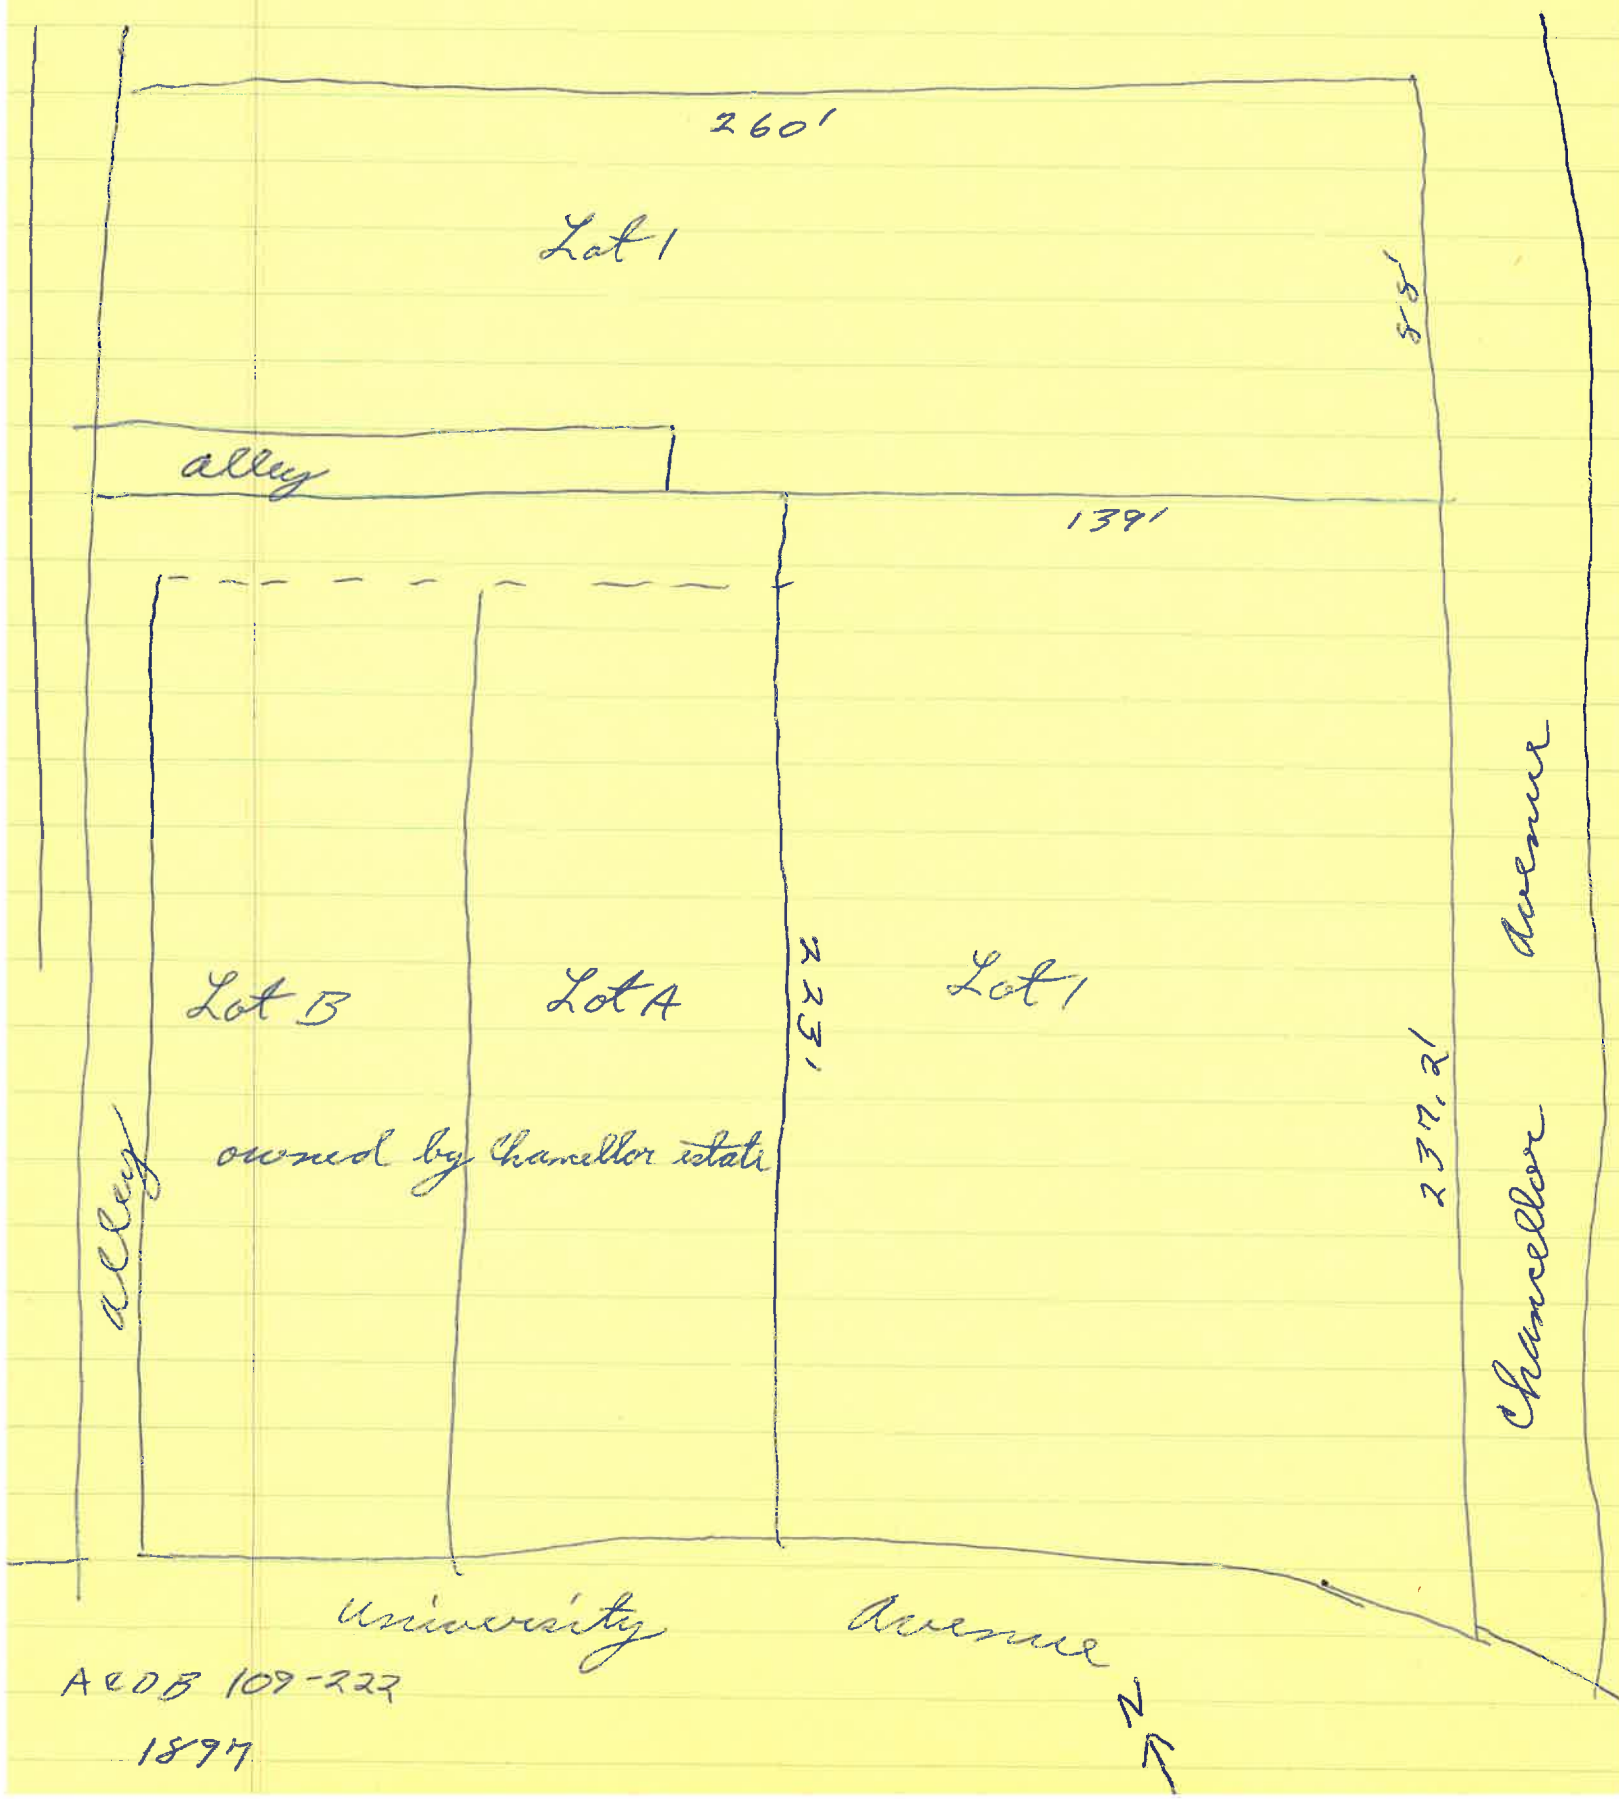 260'
Lot 1
88'
alley
139'
Lot B
Lot A
223'
Lot 1
237.2'
Chancellor Avenue
owned by Chancellor estate
alley
University Avenue
N
ACDB 109-222
1897